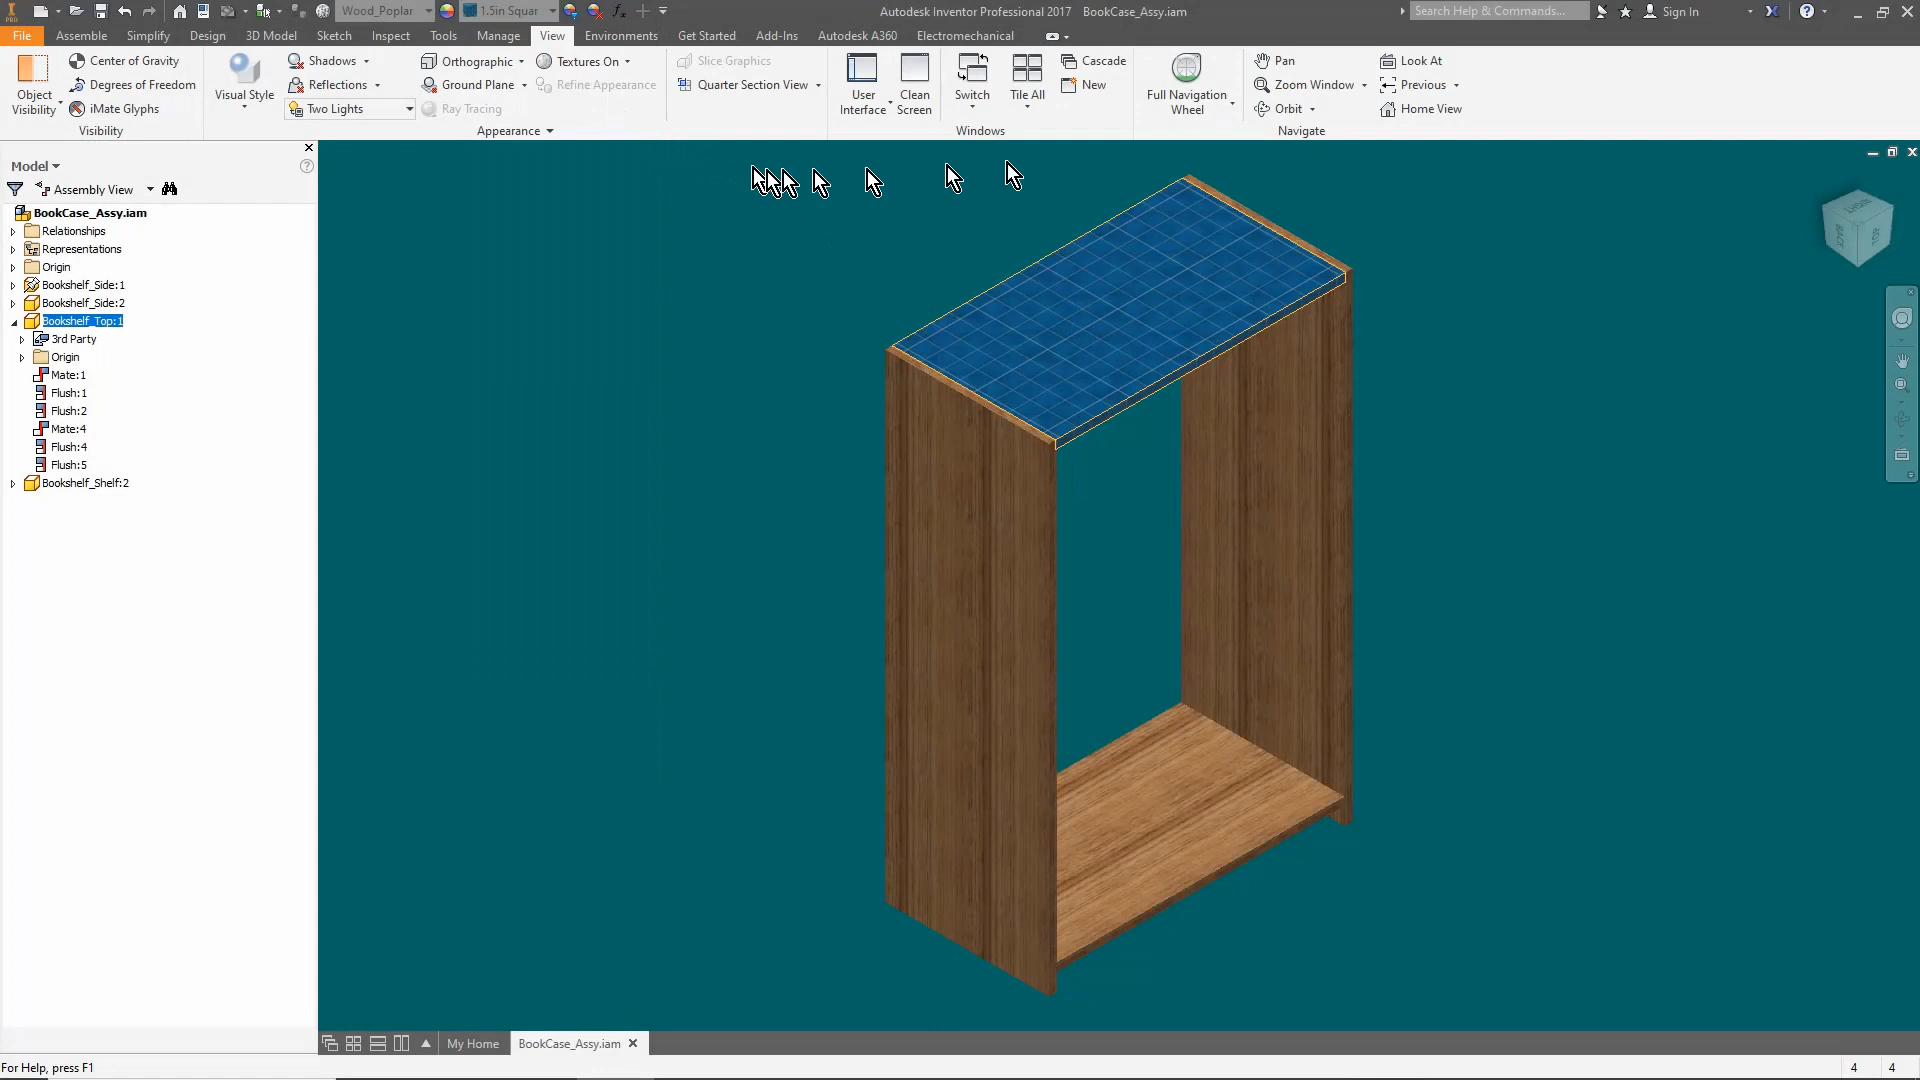 Wood_Poplar
1.5in Squar
Autodesk Inventor Professional 2017 BookCase_Assy.iam
Search Help & Commands...
Sign In
PRO
File Assemble Simplify Design 3D Model Sketch Inspect Tools Manage View Environments Get Started Add-Ins Autodesk A360 Electromechanical
Object Visibility
Center of Gravity
Degrees of Freedom
iMate Glyphs
Visibility
Visual Style
Shadows
Reflections
Two Lights
Orthographic
Ground Plane
Ray Tracing
Textures On
Refine Appearance
Appearance
Slice Graphics
Quarter Section View
User Interface
Clean Screen
Switch
Tile All
Cascade
New
Windows
Full Navigation Wheel
Pan
Zoom Window
Orbit
Look At
Previous
Home View
Navigate
Model
Assembly View
BookCase_Assy.iam
Relationships
Representations
Origin
Bookshelf_Side:1
Bookshelf_Side:2
Bookshelf_Top:1
3rd Party
Origin
Mate:1
Flush:1
Flush:2
Mate:4
Flush:4
Flush:5
Bookshelf_Shelf:2
RIGHT
BACK
TOP
My Home
BookCase_Assy.iam
For Help, press F1
4 4